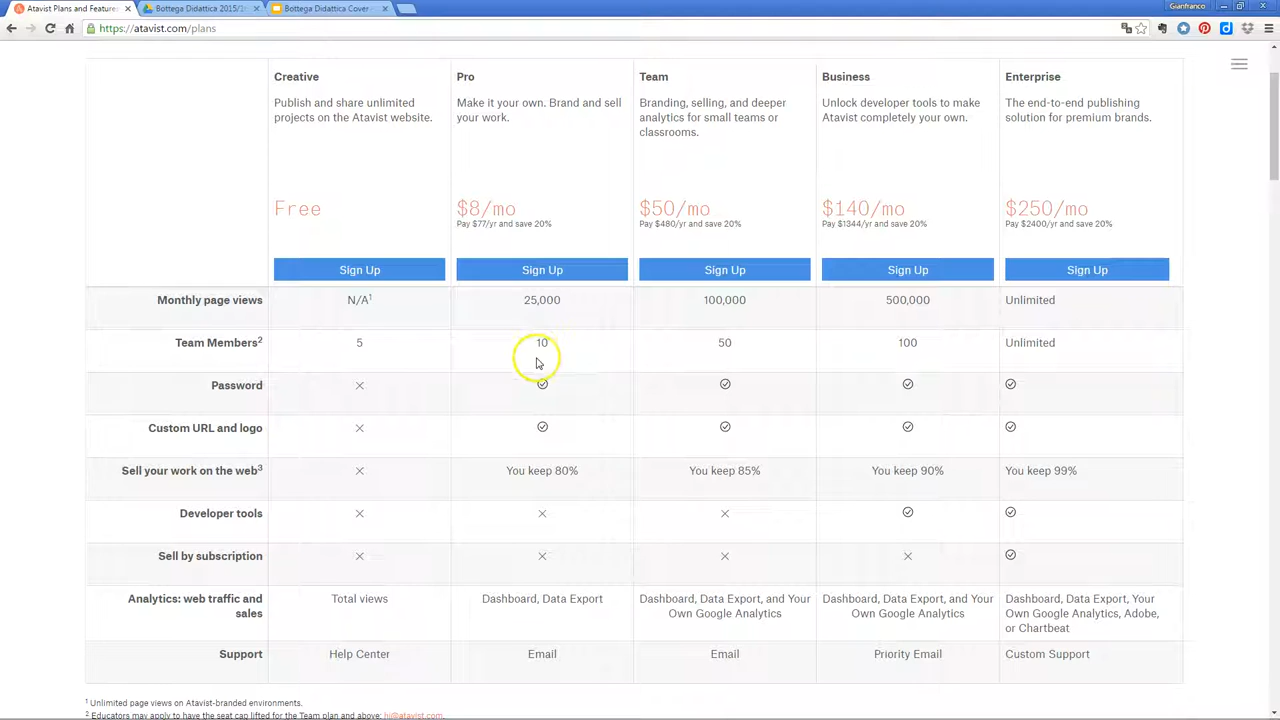 Atavist Plans and Feature
Bottega Didattica 2015/2
Bottega Didattica Cover
Gianfranco
https://atavist.com/plans
Creative
Publish and share unlimited
projects on the Atavist website.
Free
Sign Up
Pro
Make it your own. Brand and sell
your work.
$8/mo
Pay $77/yr and save 20%
Sign Up
Team
Branding, selling, and deeper
analytics for small teams or
classrooms.
$50/mo
Pay $480/yr and save 20%
Sign Up
Business
Unlock developer tools to make
Atavist completely your own.
$140/mo
Pay $1344/yr and save 20%
Sign Up
Enterprise
The end-to-end publishing
solution for premium brands.
$250/mo
Pay $2400/yr and save 20%
Sign Up
Monthly page views N/A¹ 25,000 100,000 500,000 Unlimited
Team Members² 5 10 50 100 Unlimited
Password
Custom URL and logo
Sell your work on the web³ You keep 80% You keep 85% You keep 90% You keep 99%
Developer tools
Sell by subscription
Analytics: web traffic and
sales
Total views
Dashboard, Data Export
Dashboard, Data Export, and Your
Own Google Analytics
Dashboard, Data Export, and Your
Own Google Analytics
Dashboard, Data Export, Your
Own Google Analytics, Adobe,
or Chartbeat
Support Help Center Email Email Priority Email Custom Support
¹ Unlimited page views on Atavist-branded environments.
² Educators may apply to have the seat cap lifted for the Team plan and above: hi@atavist.com.